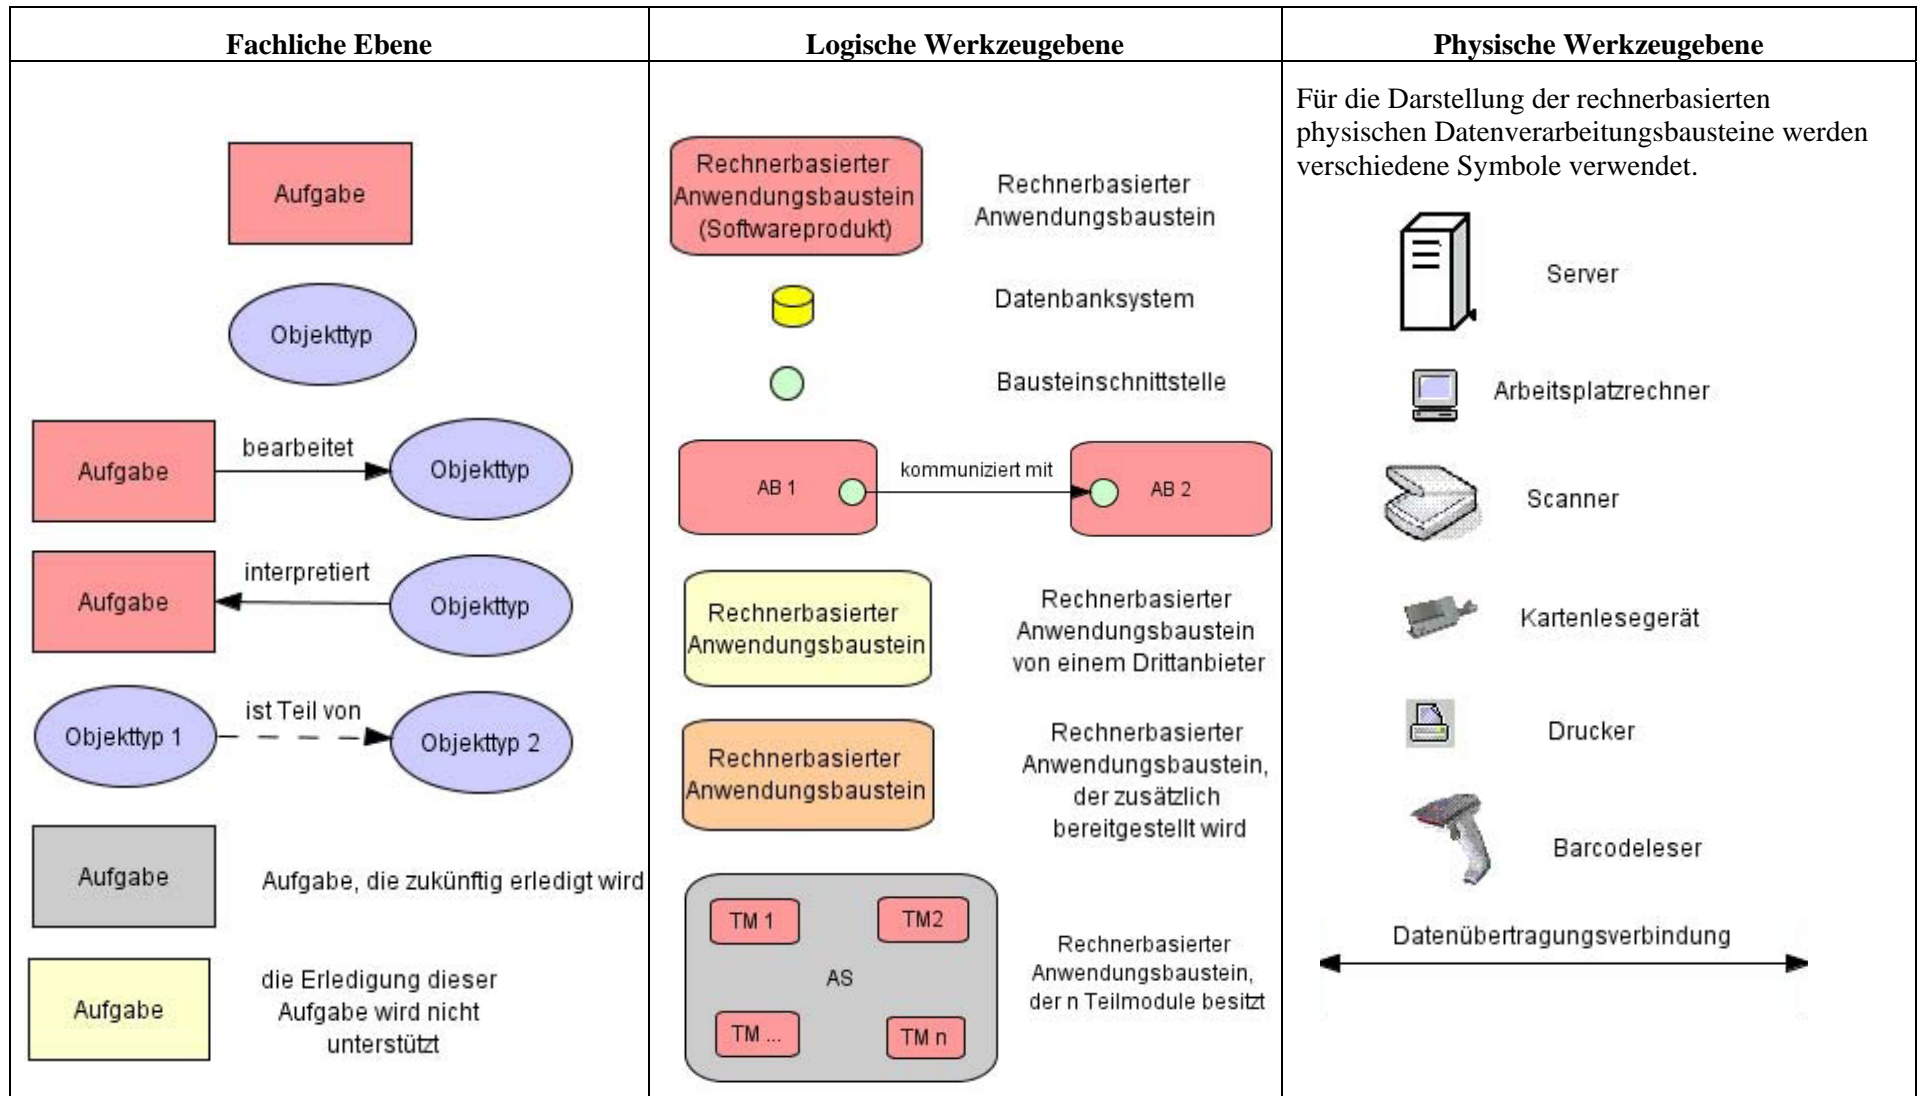 Fachliche Ebene
Logische Werkzeugebene
Physische Werkzeugebene
Aufgabe
Objekttyp
Aufgabe
bearbeitet
Objekttyp
Aufgabe
interpretiert
Objekttyp
Objekttyp 1
ist Teil von
Objekttyp 2
Aufgabe
Aufgabe, die zukünftig erledigt wird
Aufgabe
die Erledigung dieser
Aufgabe wird nicht
unterstützt
Rechnerbasierter
Anwendungsbaustein
(Softwareprodukt)
Rechnerbasierter
Anwendungsbaustein
Datenbanksystem
Bausteinschnittstelle
AB 1
kommuniziert mit
AB 2
Rechnerbasierter
Anwendungsbaustein
Rechnerbasierter
Anwendungsbaustein
von einem Drittanbieter
Rechnerbasierter
Anwendungsbaustein
Rechnerbasierter
Anwendungsbaustein,
der zusätzlich
bereitgestellt wird
TM 1
TM2
AS
TM ...
TM n
Rechnerbasierter
Anwendungsbaustein,
der n Teilmodule besitzt
Für die Darstellung der rechnerbasierten
physischen Datenverarbeitungsbausteine werden
verschiedene Symbole verwendet.
Server
Arbeitsplatzrechner
Scanner
Kartenlesegerät
Drucker
Barcodeleser
Datenübertragungsverbindung